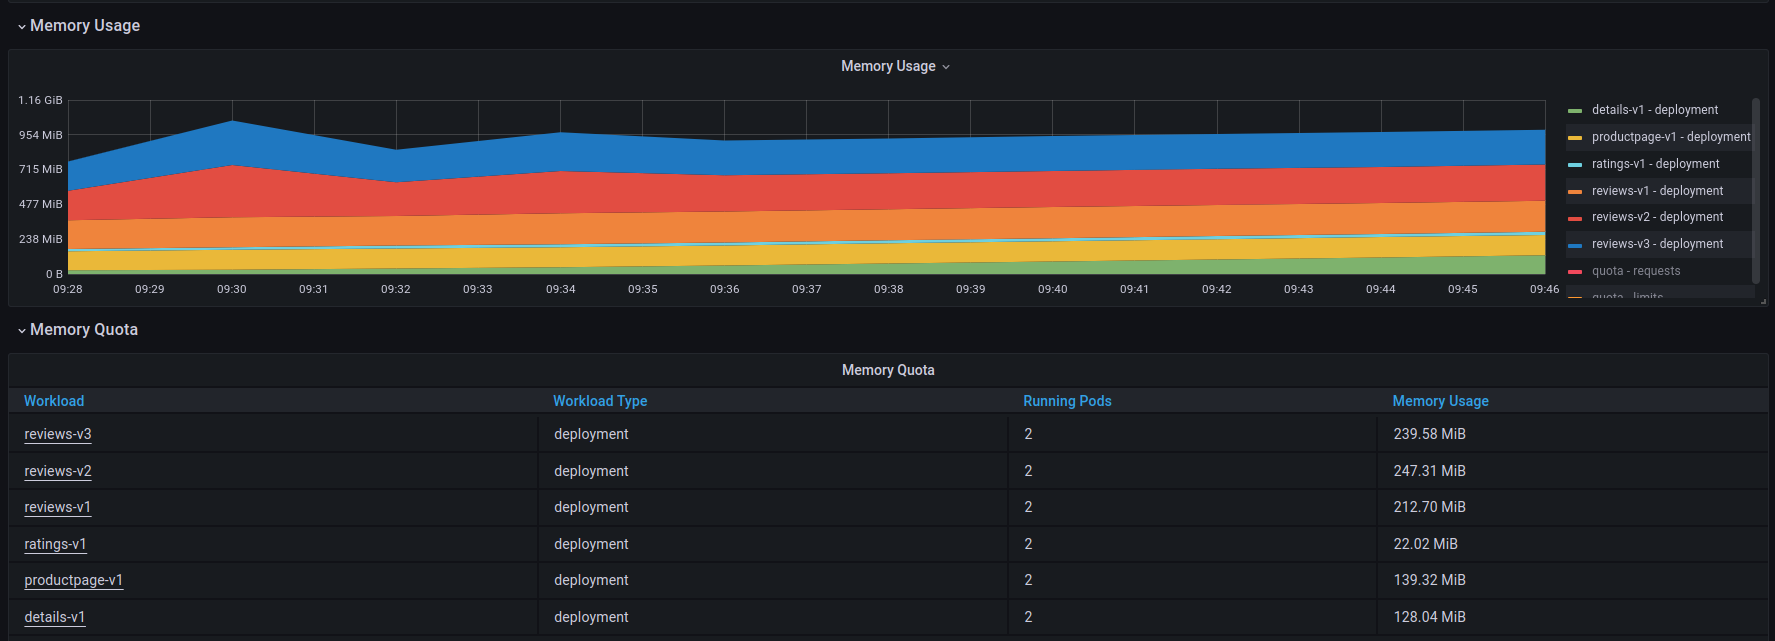 Memory Usage
Memory Usage
1.16 GiB
954 MiB
715 MiB
477 MiB
238 MiB
0 B
09:28 09:29 09:30 09:31 09:32 09:33 09:34 09:35 09:36 09:37 09:38 09:39 09:40 09:41 09:42 09:43 09:44 09:45 09:46
details-v1 - deployment
productpage-v1 - deployment
ratings-v1 - deployment
reviews-v1 - deployment
reviews-v2 - deployment
reviews-v3 - deployment
quota - requests
quota - limits
Memory Quota
Memory Quota
Workload Workload Type Running Pods Memory Usage
reviews-v3 deployment 2 239.58 MiB
reviews-v2 deployment 2 247.31 MiB
reviews-v1 deployment 2 212.70 MiB
ratings-v1 deployment 2 22.02 MiB
productpage-v1 deployment 2 139.32 MiB
details-v1 deployment 2 128.04 MiB